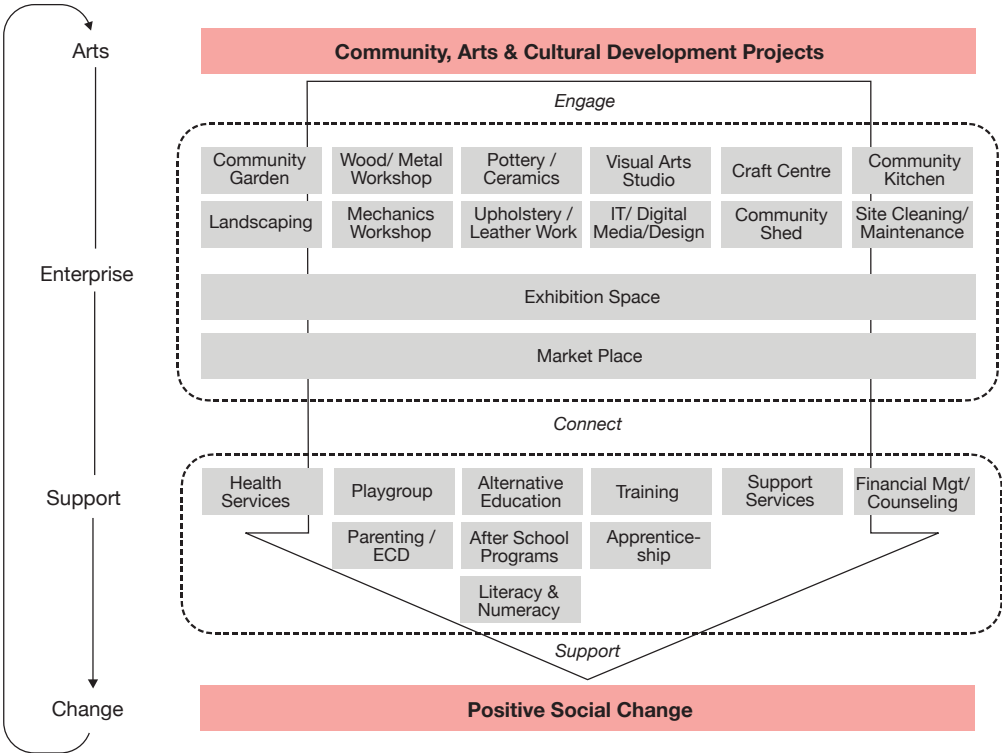 Arts
Community, Arts & Cultural Development Projects
Engage
Community
Garden
Wood/ Metal
Workshop
Pottery /
Ceramics
Visual Arts
Studio
Craft Centre
Community
Kitchen
Landscaping
Mechanics
Workshop
Upholstery /
Leather Work
IT/ Digital
Media/Design
Community
Shed
Site Cleaning/
Maintenance
Enterprise
Exhibition Space
Market Place
Connect
Support
Health
Services
Playgroup
Alternative
Education
Training
Support
Services
Financial Mgt/
Counseling
Parenting /
ECD
After School
Programs
Apprentice-
ship
Literacy &
Numeracy
Support
Change
Positive Social Change